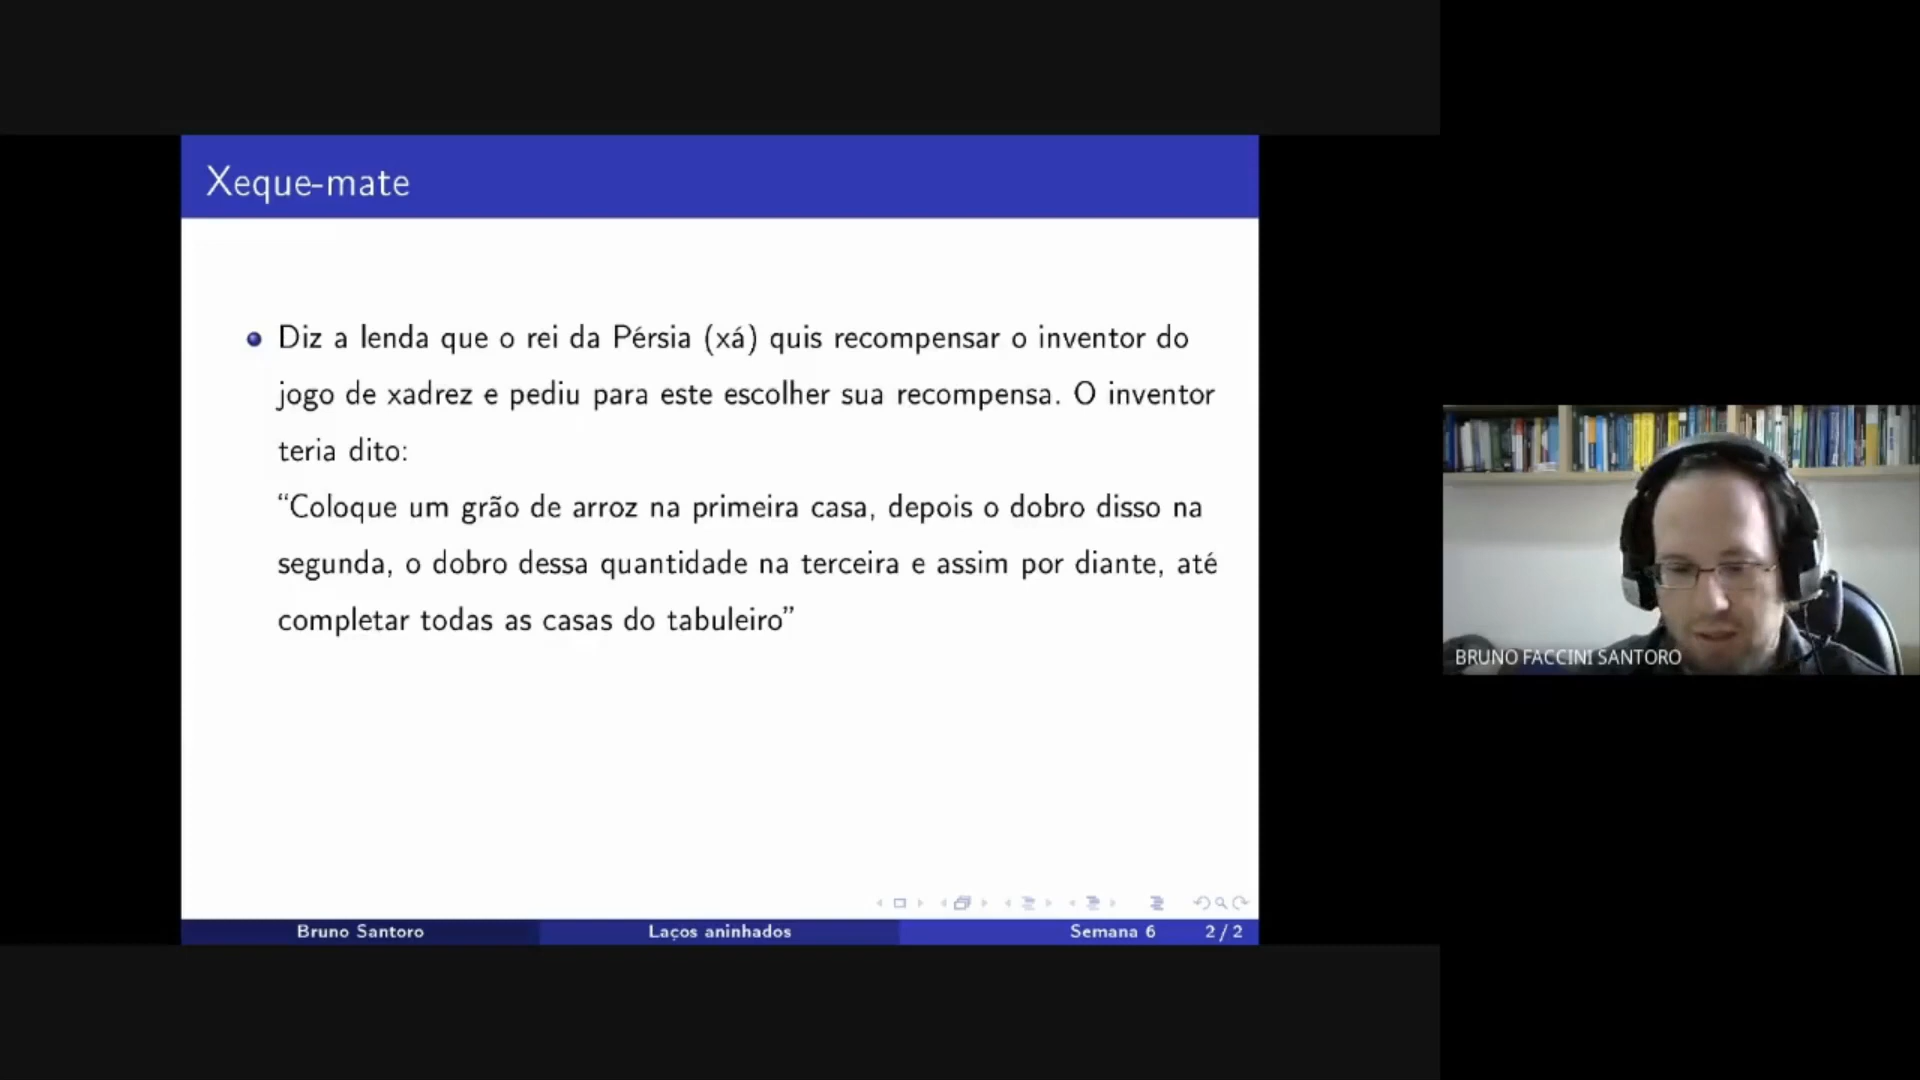 Xeque-mate
Diz a lenda que o rei da Pérsia (xá) quis recompensar o inventor do
jogo de xadrez e pediu para este escolher sua recompensa. O inventor
teria dito:
“Coloque um grão de arroz na primeira casa, depois o dobro disso na
segunda, o dobro dessa quantidade na terceira e assim por diante, até
completar todas as casas do tabuleiro”
BRUNO FACCINI SANTORO
Bruno Santoro Laços aninhados Semana 6 2 / 2